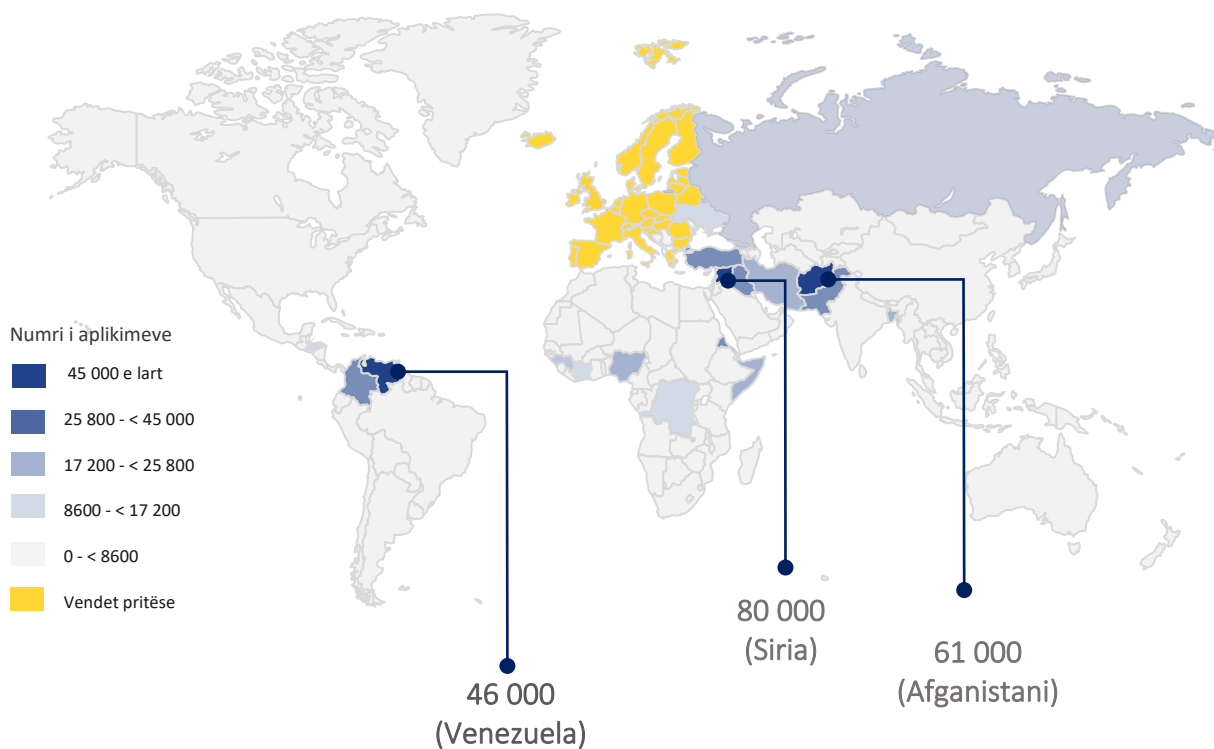 Numri i aplikimeve
45 000 e lart
25 800 - < 45 000
17 200 - < 25 800
8600 - < 17 200
0 - < 8600
Vendet pritëse
80 000
(Siria)
61 000
(Afganistani)
46 000
(Venezuela)